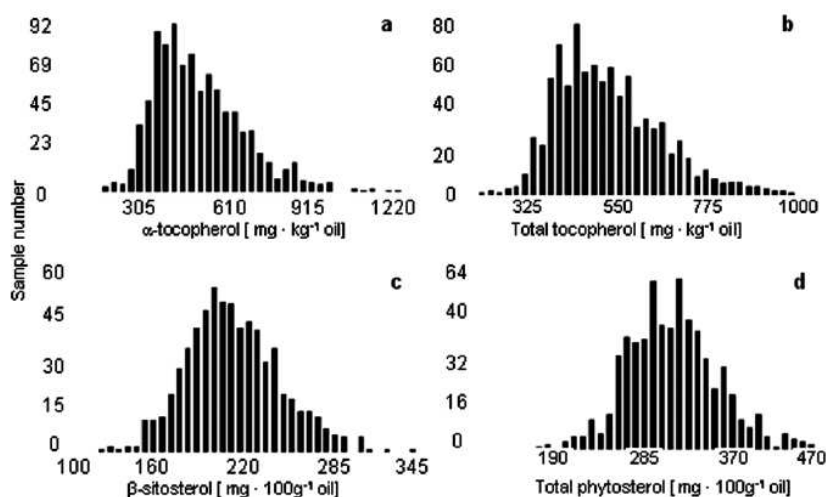 Sample number
92
a
69
45
23
0
305 610 915 1220
α-tocopherol [ mg · kg⁻¹ oil]
80
b
60
40
20
0
325 550 775 1000
Total tocopherol [ mg · kg⁻¹ oil]
60
c
45
30
15
0
100 160 220 285 345
β-sitosterol [ mg · 100g⁻¹ oil]
64
d
40
32
16
0
190 285 370 470
Total phytosterol [ mg · 100g⁻¹ oil]